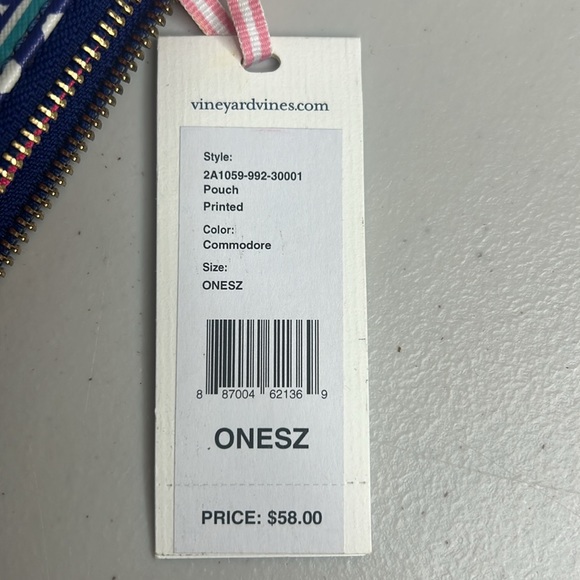 vineyardvines.com
Style:
2A1059-992-30001
Pouch
Printed
Color:
Commodore
Size:
ONESZ
8 87004 62136 9
ONESZ
PRICE: $58.00